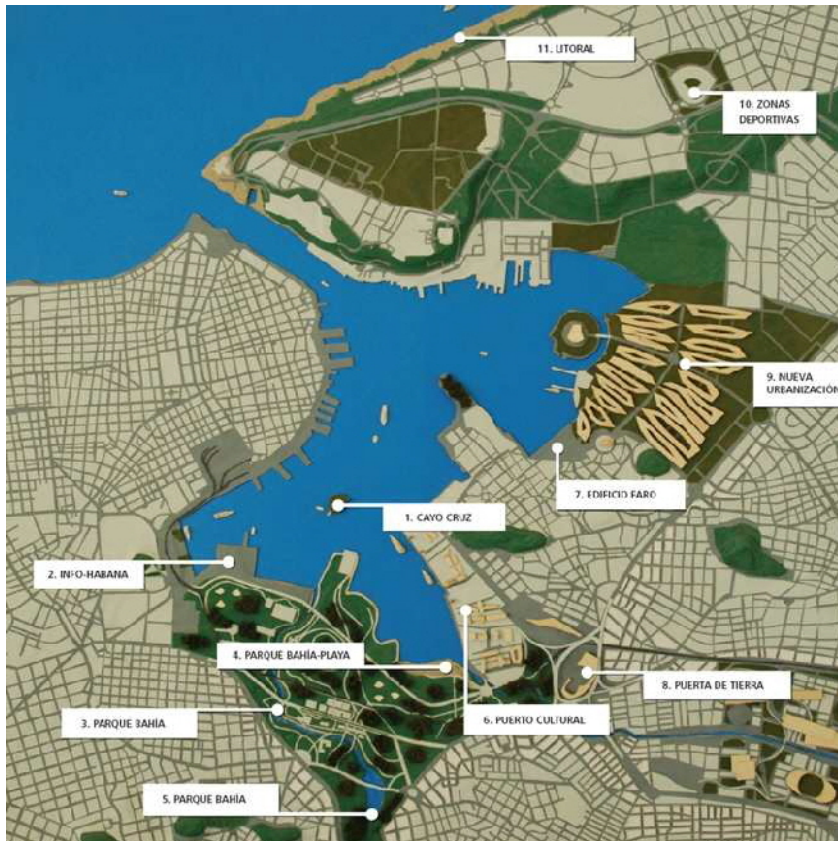 11. LITORAL
10. ZONAS
DEPORTIVAS
9. NUEVA
URBANIZACIÓN
7. EDIFICIO FARO
1. CAYO CRUZ
2. INFO-HABANA
4. PARQUE BAHÍA-PLAYA
8. PUERTA DE TIERRA
3. PARQUE BAHÍA
6. PUERTO CULTURAL
5. PARQUE BAHÍA